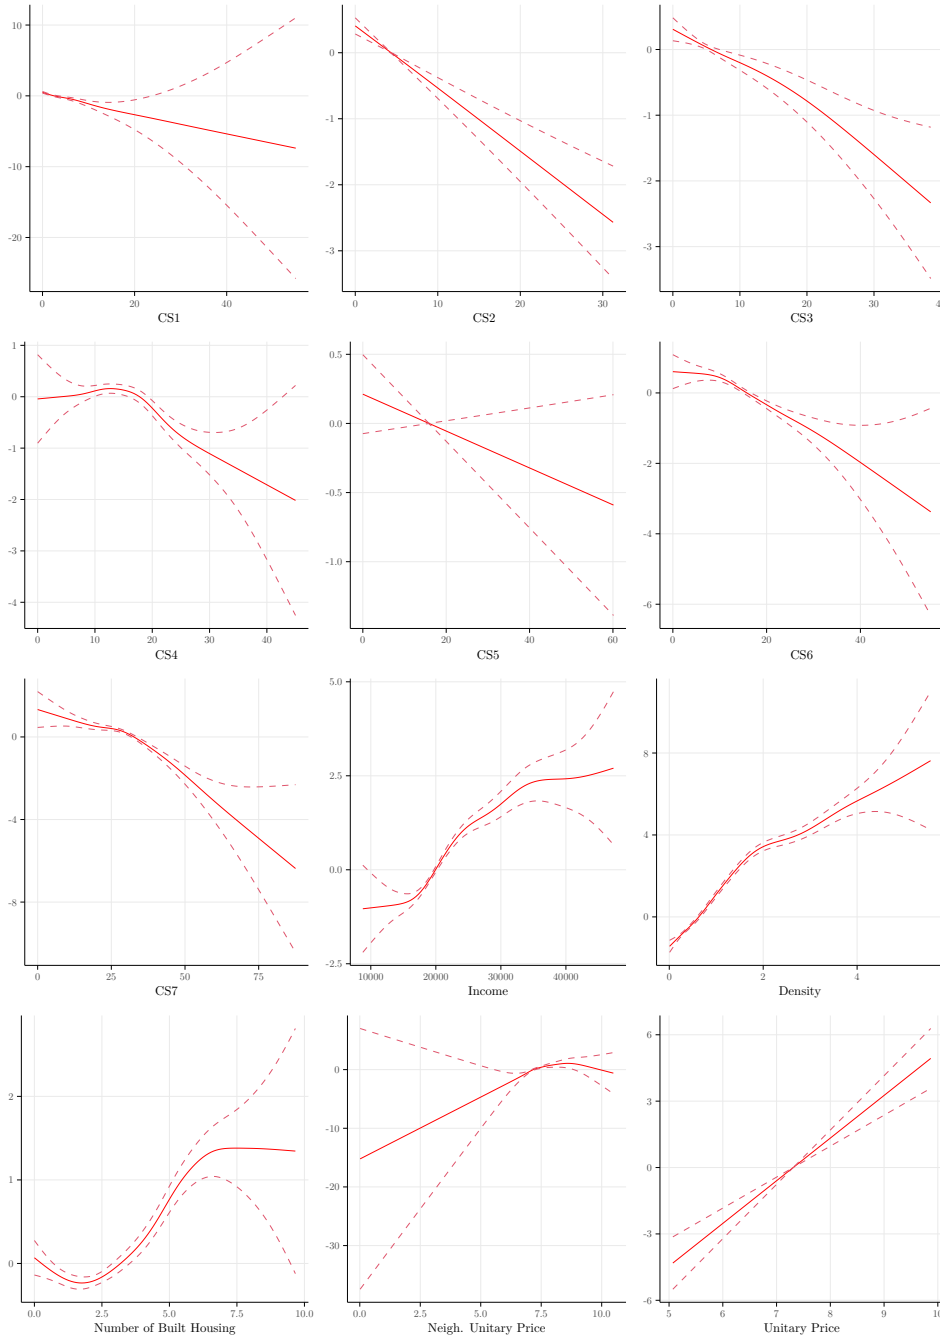 10
0
-10
-20
0 20 40
CS1
0
-1
-2
-3
0 10 20 30
CS2
0
-1
-2
-3
0 10 20 30
CS3
1
0
-1
-2
-3
-4
0 10 20 30 40
CS4
0.5
0.0
-0.5
-1.0
0 20 40 60
CS5
0
-2
-4
-6
0 20 40
CS6
0
-4
-8
0 25 50 75
CS7
5.0
2.5
0.0
-2.5
10000 20000 30000 40000
Income
8
4
0
0 2 4
Density
2
1
0
0.0 2.5 5.0 7.5 10.0
Number of Built Housing
0
-10
-20
-30
0.0 2.5 5.0 7.5 10.0
Neigh. Unitary Price
6
3
0
-3
-6
5 6 7 8 9
Unitary Price